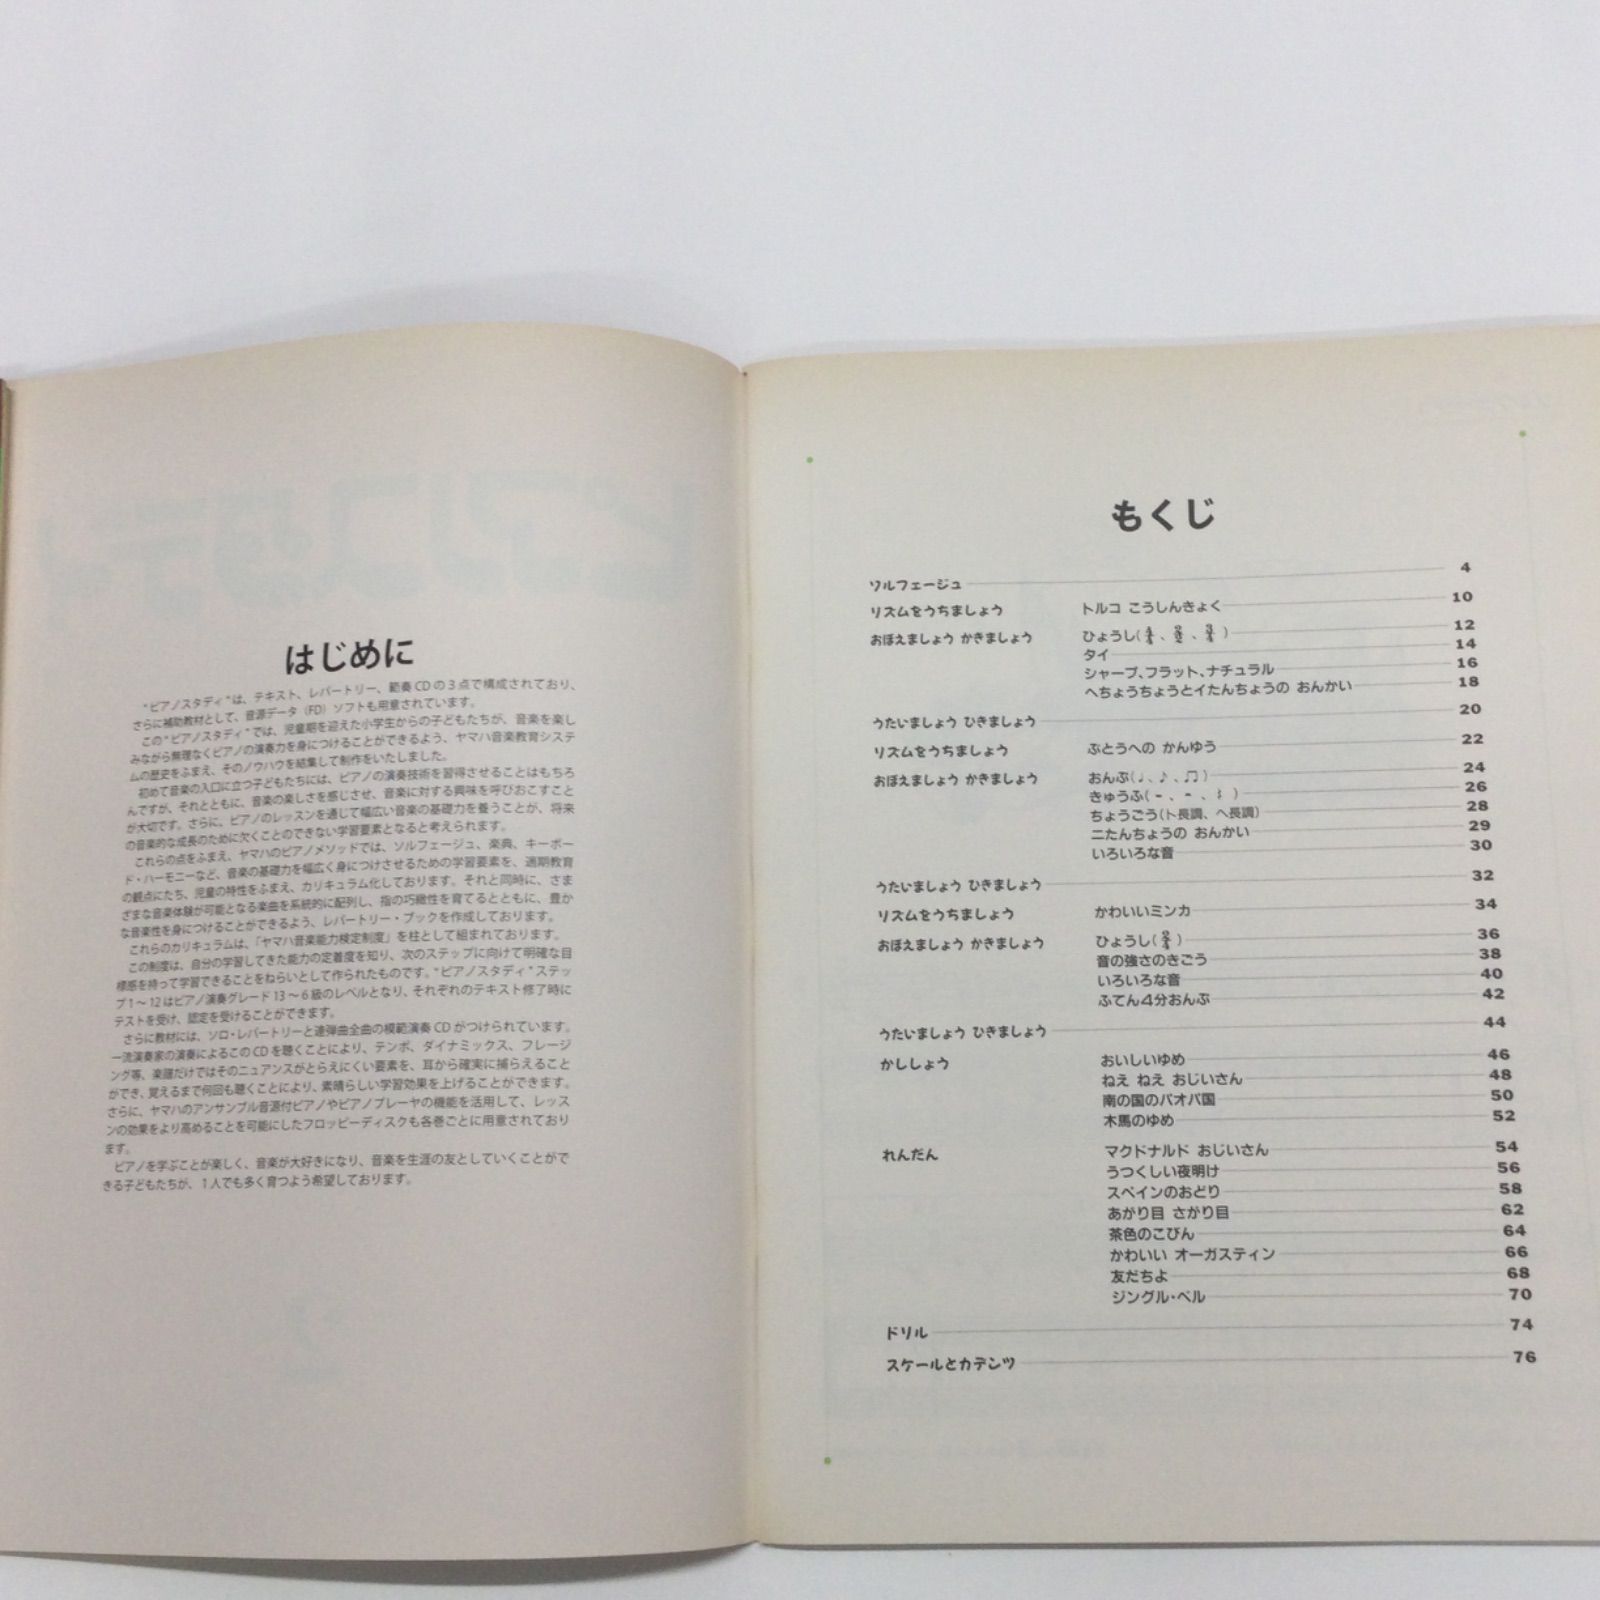 はじめに
"ピアノスタディ"は、テキスト、レパートリー、範奏CDの3点で構成されており、
さらに補助教材として、音源データ(FD)ソフトも用意されています。
この"ピアノスタディ"では、児童期を迎えた小学生からの子どもたちが、音楽を楽し
みながら無理なくピアノの演奏力を身につけることができるよう、ヤマハ音楽教育システ
ムの歴史をふまえ、そのノウハウを結集して制作をいたしました。
初めて音楽の入口に立つ子どもたちには、ピアノの演奏技術を習得させることはもちろ
んですが、それとともに、音楽の楽しさを感じさせ、音楽に対する興味を呼びおこすこと
が大切です。さらに、ピアノのレッスンを通じて幅広い音楽の基礎力を養うことが、将来
の音楽的な成長のために欠くことのできない学習要素となると考えられます。
これらの点をふまえ、ヤマハのピアノメソッドでは、ソルフェージュ、楽典、キーボー
ド・ハーモニーなど、音楽の基礎力を幅広く身につけさせるための学習要素を、適期教育
の観点にたち、児童の特性をふまえ、カリキュラム化しております。それと同時に、さま
ざまな音楽体験が可能となる楽曲を系統的に配列し、指の巧緻性を育てるとともに、豊か
な音楽性を身につけることができるよう、レパートリー・ブックを作成しております。
これらのカリキュラムは、「ヤマハ音楽能力検定制度」を柱として組まれております。
この制度は、自分の学習してきた能力の定着度を知り、次のステップに向けて明確な目
標感を持って学習できることをねらいとして作られたものです。"ピアノスタディ"ステッ
プ1〜12はピアノ演奏グレード13〜6級のレベルとなり、それぞれのテキスト修了時に
テストを受け、認定を受けることができます。
さらに教材には、ソロ・レパートリーと連弾曲全曲の模範演奏CDがつけられています。
一流演奏家の演奏によるこのCDを聴くことにより、テンポ、ダイナミックス、フレージ
ング等、楽譜だけではそのニュアンスがとらえにくい要素を、耳から確実に捕らえること
ができ、覚えるまで何回も聴くことにより、素晴らしい学習効果を上げることができます。
さらに、ヤマハのアンサンブル音源付ピアノやピアノプレーヤの機能を活用して、レッス
ンの効果をより高めることを可能にしたフロッピーディスクも各巻ごとに用意されており
ます。
ピアノを学ぶことが楽しく、音楽が大好きになり、音楽を生涯の友としていくことがで
きる子どもたちが、1人でも多く育つよう希望しております。
もくじ
ソルフェージュ 4
リズムをうちましょう トルコ こうしんきょく 10
おぼえましょう かきましょう ひょうし( 、 、 ) 12
タイ 14
シャープ、フラット、ナチュラル 16
へちょうちょうとイたんちょうの おんかい 18
うたいましょう ひきましょう 20
リズムをうちましょう ぶとうへの かんゆう 22
おぼえましょう かきましょう おんぷ(♩、♪、♫) 24
きゅうふ( 、 、 ) 26
ちょうごう(ト長調、ヘ長調) 28
ニたんちょうの おんかい 29
いろいろな音 30
うたいましょう ひきましょう 32
リズムをうちましょう かわいいミンカ 34
おぼえましょう かきましょう ひょうし( ) 36
音の強さのきごう 38
いろいろな音 40
ふてん4分おんぷ 42
うたいましょう ひきましょう 44
かししょう おいしいゆめ 46
ねえ ねえ おじいさん 48
南の国のパオパ国 50
木馬のゆめ 52
れんだん マクドナルド おじいさん 54
うつくしい夜明け 56
スペインのおどり 58
あがり目 さがり目 62
茶色のこびん 64
かわいい オーガスティン 66
友だちよ 68
ジングル・ベル 70
ドリル 74
スケールとカデンツ 76